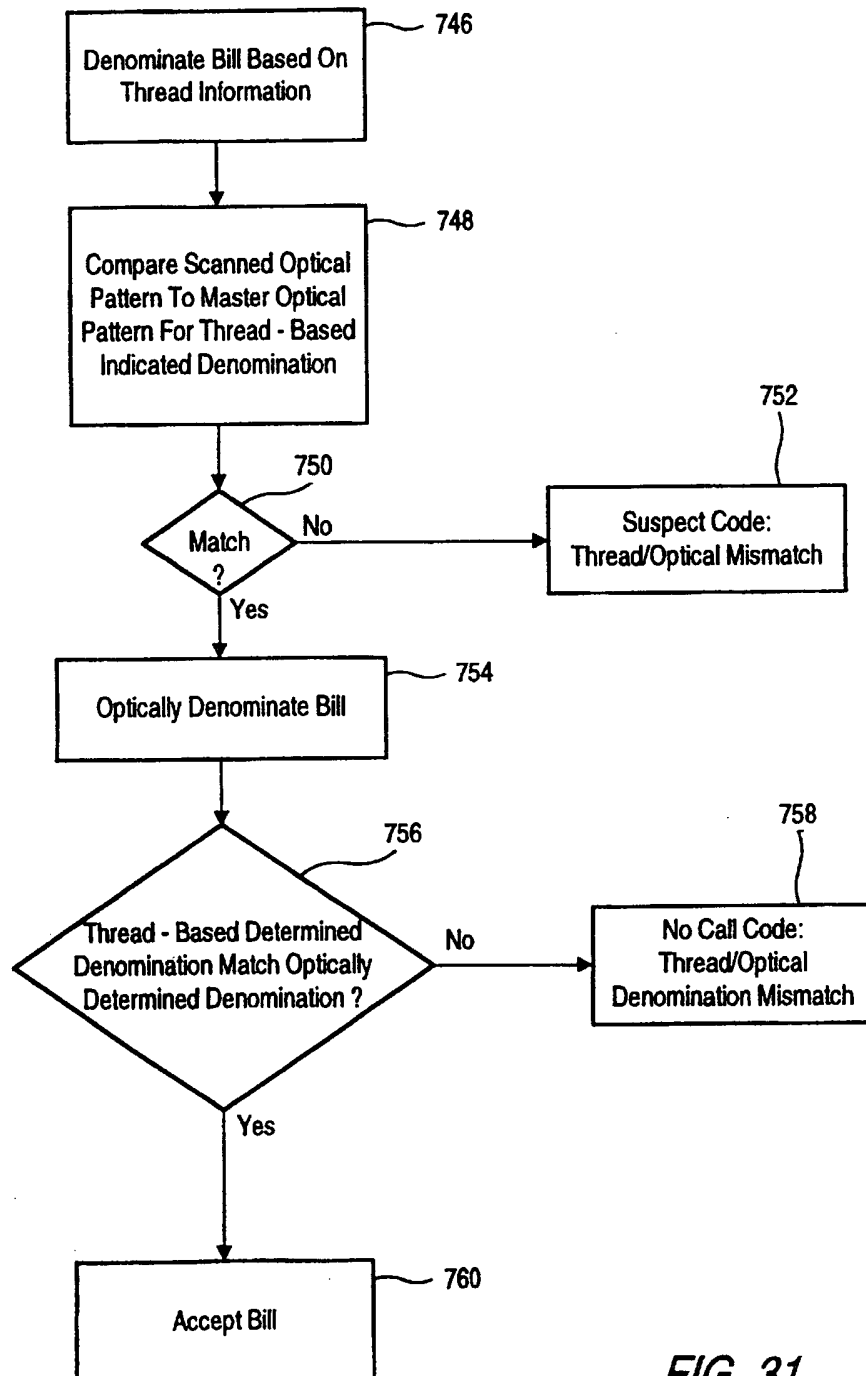 746
Denominate Bill Based On
Thread Information
748
Compare Scanned Optical
Pattern To Master Optical
Pattern For Thread - Based
Indicated Denomination
750
Match
?
No
Yes
752
Suspect Code:
Thread/Optical Mismatch
754
Optically Denominate Bill
756
Thread - Based Determined
Denomination Match Optically
Determined Denomination ?
No
Yes
758
No Call Code:
Thread/Optical
Denomination Mismatch
760
Accept Bill
FIG. 31